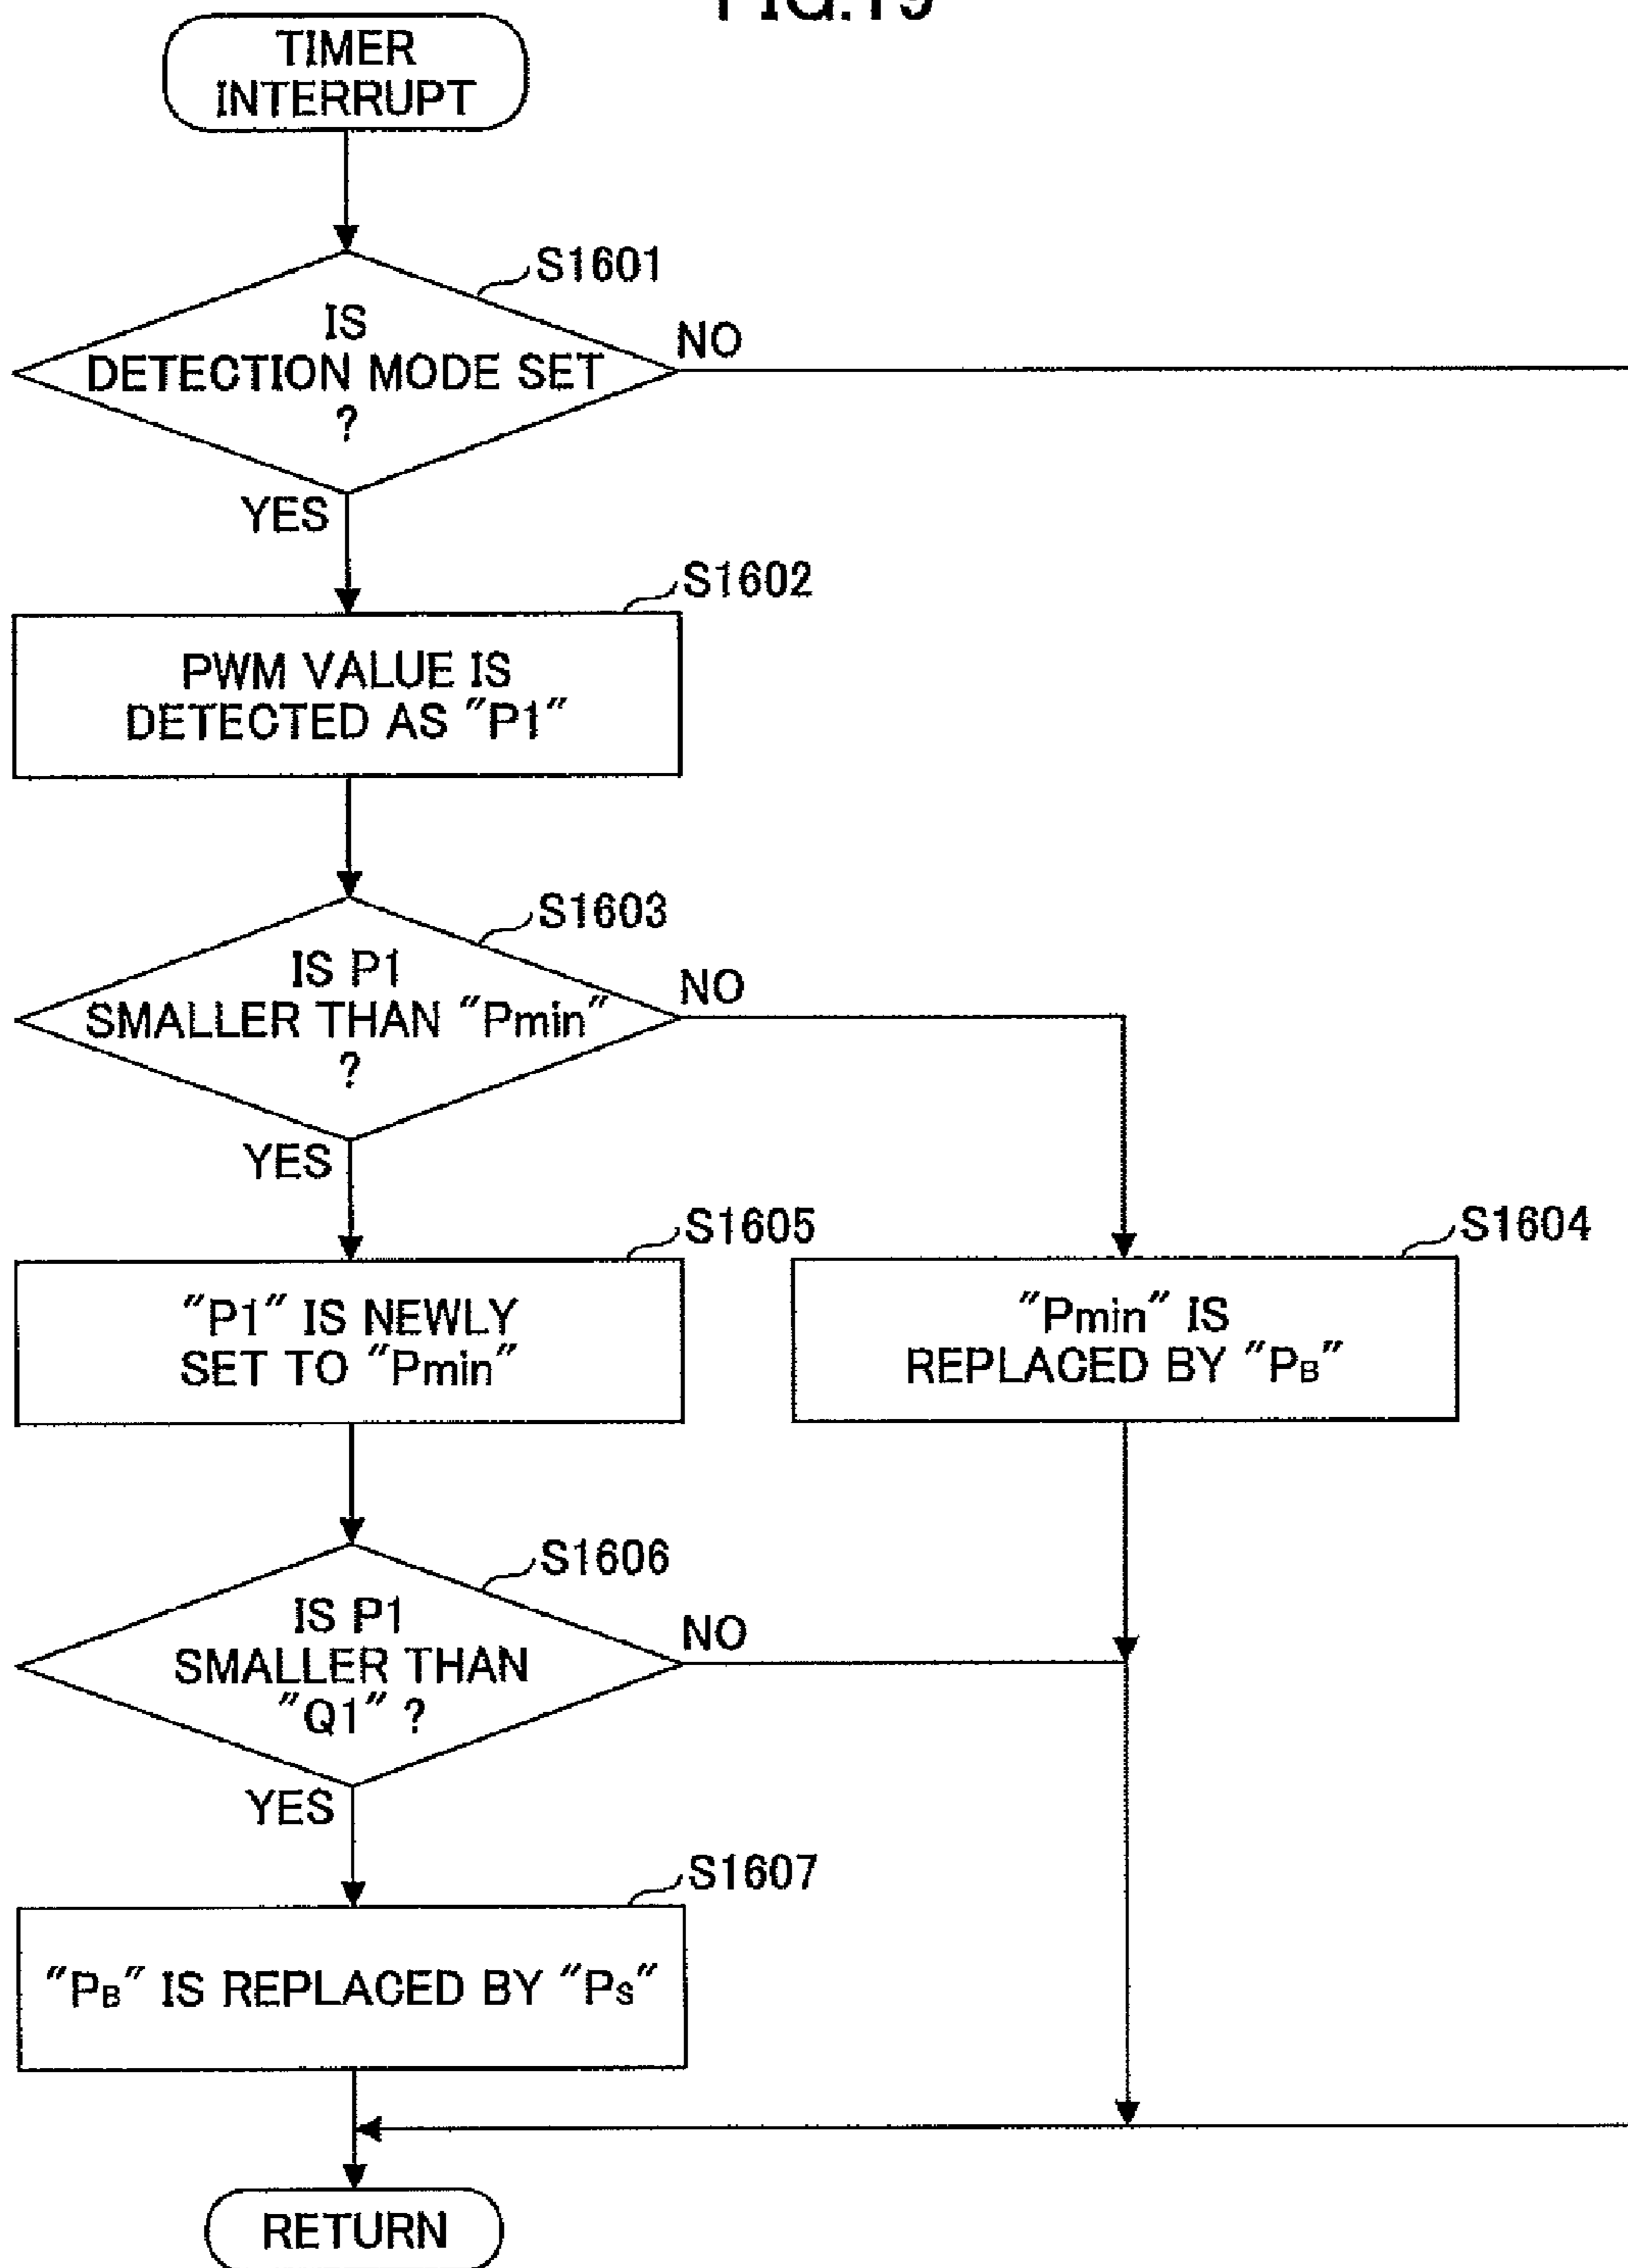 FIG.19
TIMER
INTERRUPT
S1601
IS
DETECTION MODE SET
?
NO
YES
S1602
PWM VALUE IS
DETECTED AS "P1"
S1603
IS P1
SMALLER THAN "Pmin"
?
NO
YES
S1605
"P1" IS NEWLY
SET TO "Pmin"
S1604
"Pmin" IS
REPLACED BY "PB"
S1606
IS P1
SMALLER THAN
"Q1" ?
NO
YES
S1607
"PB" IS REPLACED BY "PS"
RETURN